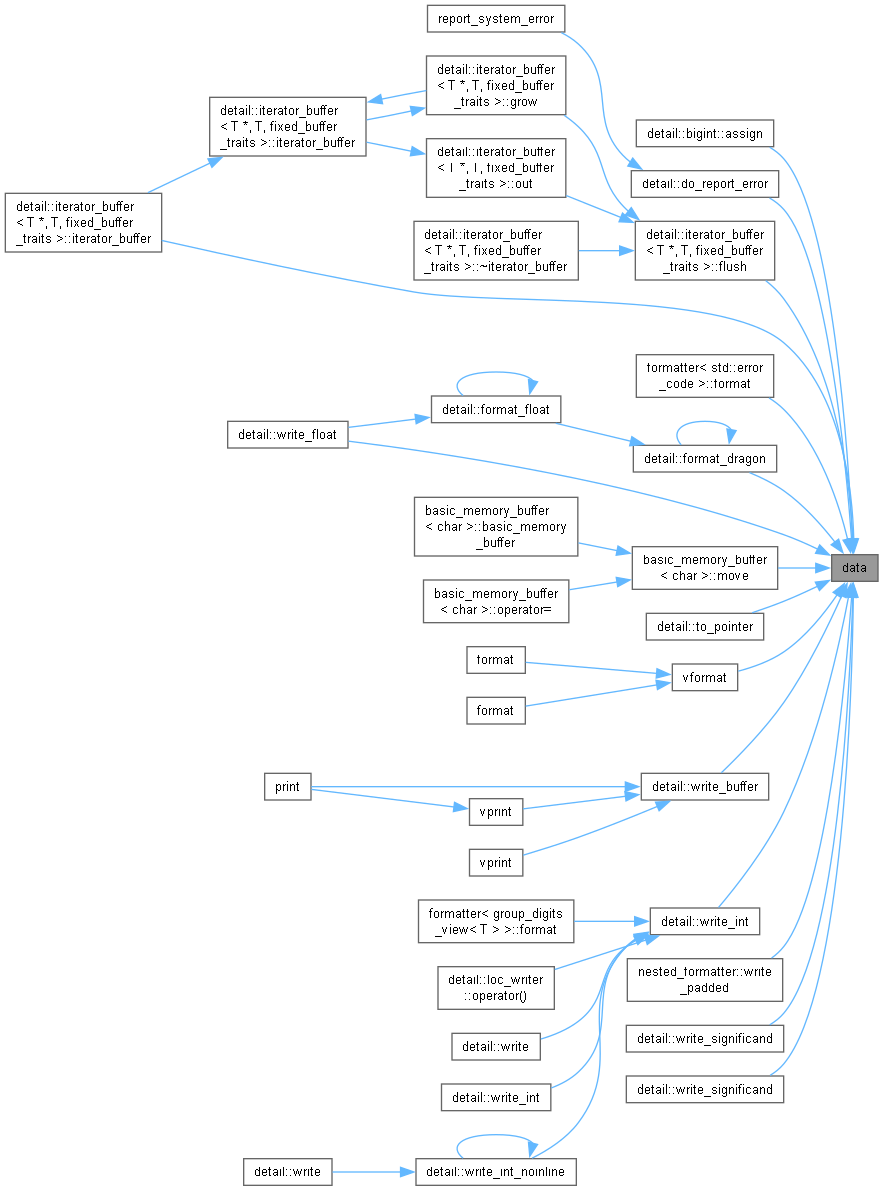 report_system_error
detail::iterator_buffer
< T *, T, fixed_buffer
_traits >::grow
detail::iterator_buffer
< T *, T, fixed_buffer
_traits >::iterator_buffer
detail::bigint::assign
detail::iterator_buffer
< T *, T, fixed_buffer
_traits >::out
detail::do_report_error
detail::iterator_buffer
< T *, T, fixed_buffer
_traits >::iterator_buffer
detail::iterator_buffer
< T *, T, fixed_buffer
_traits >::~iterator_buffer
detail::iterator_buffer
< T *, T, fixed_buffer
_traits >::flush
formatter< std::error
_code >::format
detail::format_float
detail::write_float
detail::format_dragon
basic_memory_buffer
< char >::basic_memory
_buffer
basic_memory_buffer
< char >::move
data
basic_memory_buffer
< char >::operator=
detail::to_pointer
format
vformat
format
print
detail::write_buffer
vprint
vprint
formatter< group_digits
_view< T > >::format
detail::write_int
detail::loc_writer
::operator()
nested_formatter::write
_padded
detail::write
detail::write_significand
detail::write_int
detail::write_significand
detail::write
detail::write_int_noinline